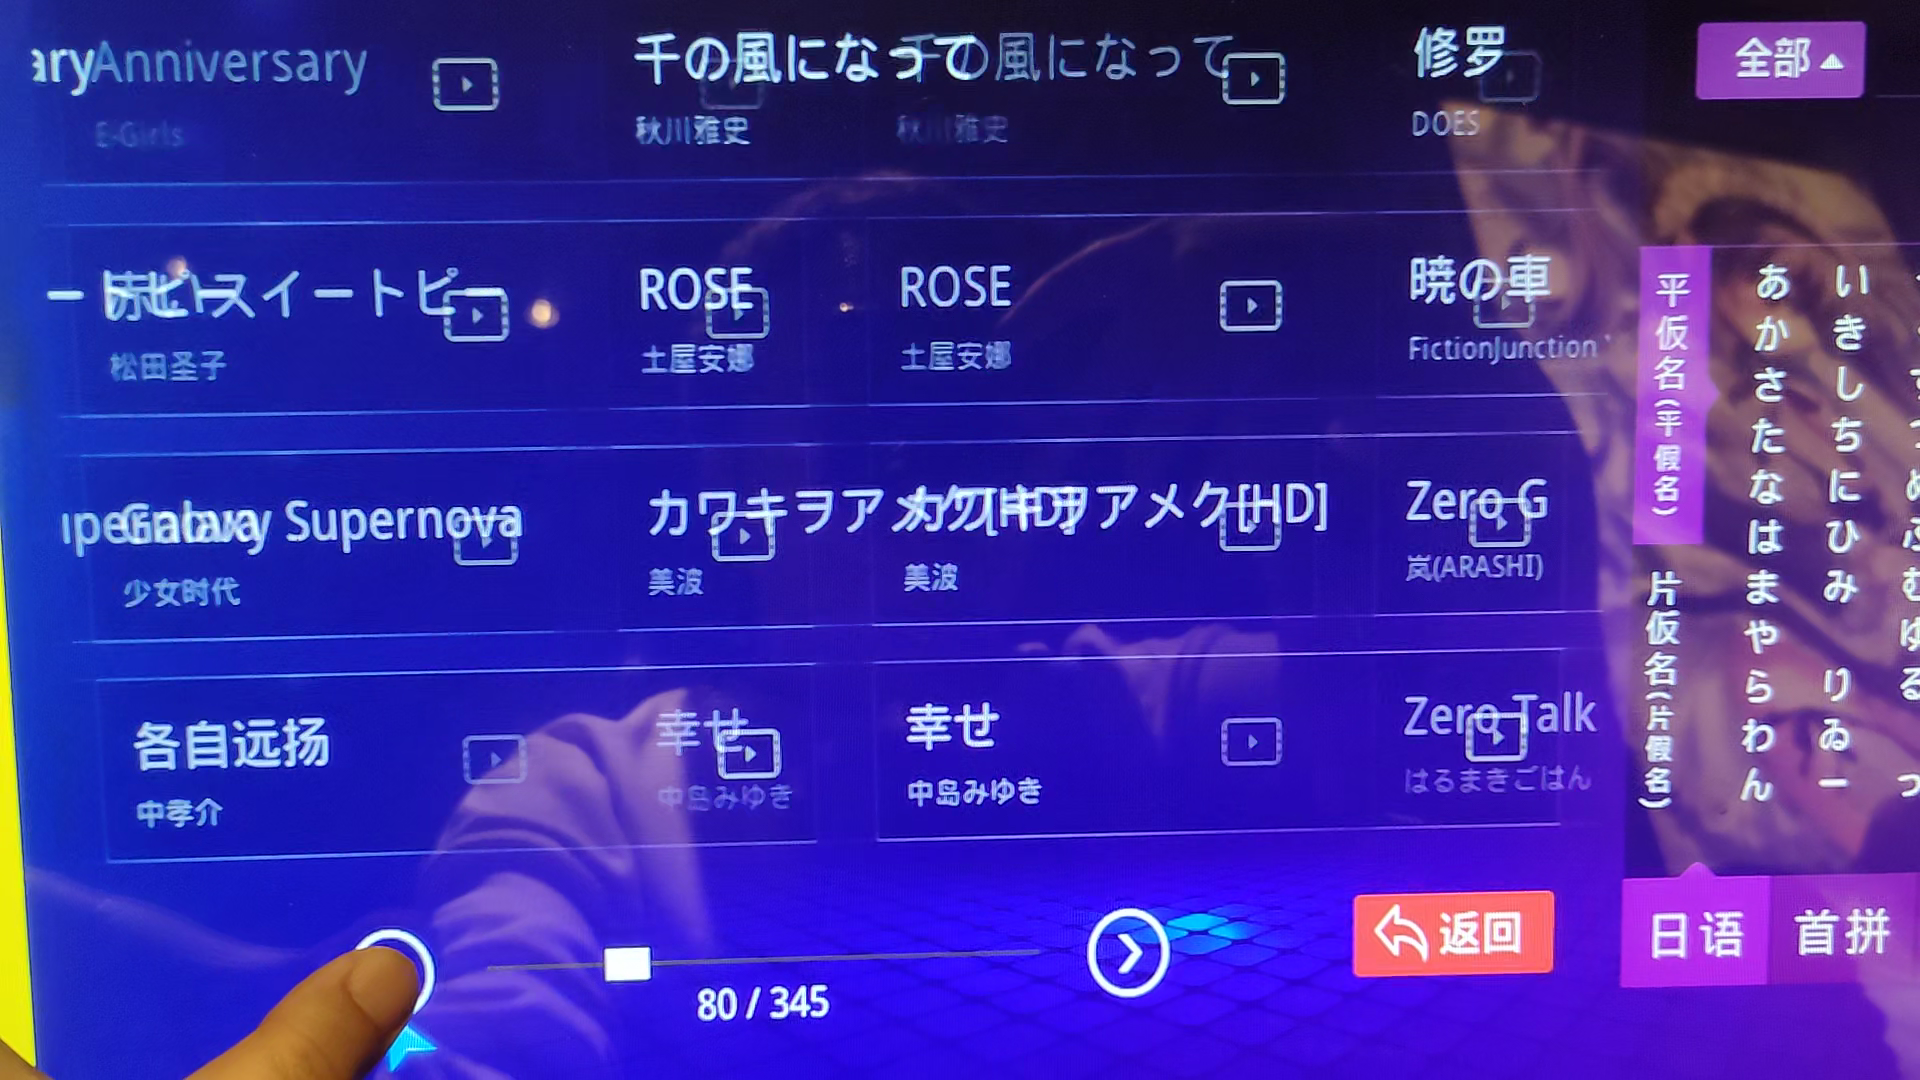 Anniversary
E-Girls
千の風になって
秋川雅史
千の風になって
秋川雅史
修罗
DOES
全部
赤いスイートピー
松田圣子
ROSE
土屋安娜
ROSE
土屋安娜
暁の車
FictionJunction
Galaxy Supernova
少女时代
カワキヲアメク[HD]
美波
カワキヲアメク[HD]
美波
Zero G
岚(ARASHI)
各自远扬
中孝介
幸せ
中岛みゆき
幸せ
中岛みゆき
Zero Talk
はるまきごはん
平仮名(平假名)
片仮名(片假名)
あかさたなはまやらわん
いきしちにひみ りゐー
80 / 345
返回
日语
首拼